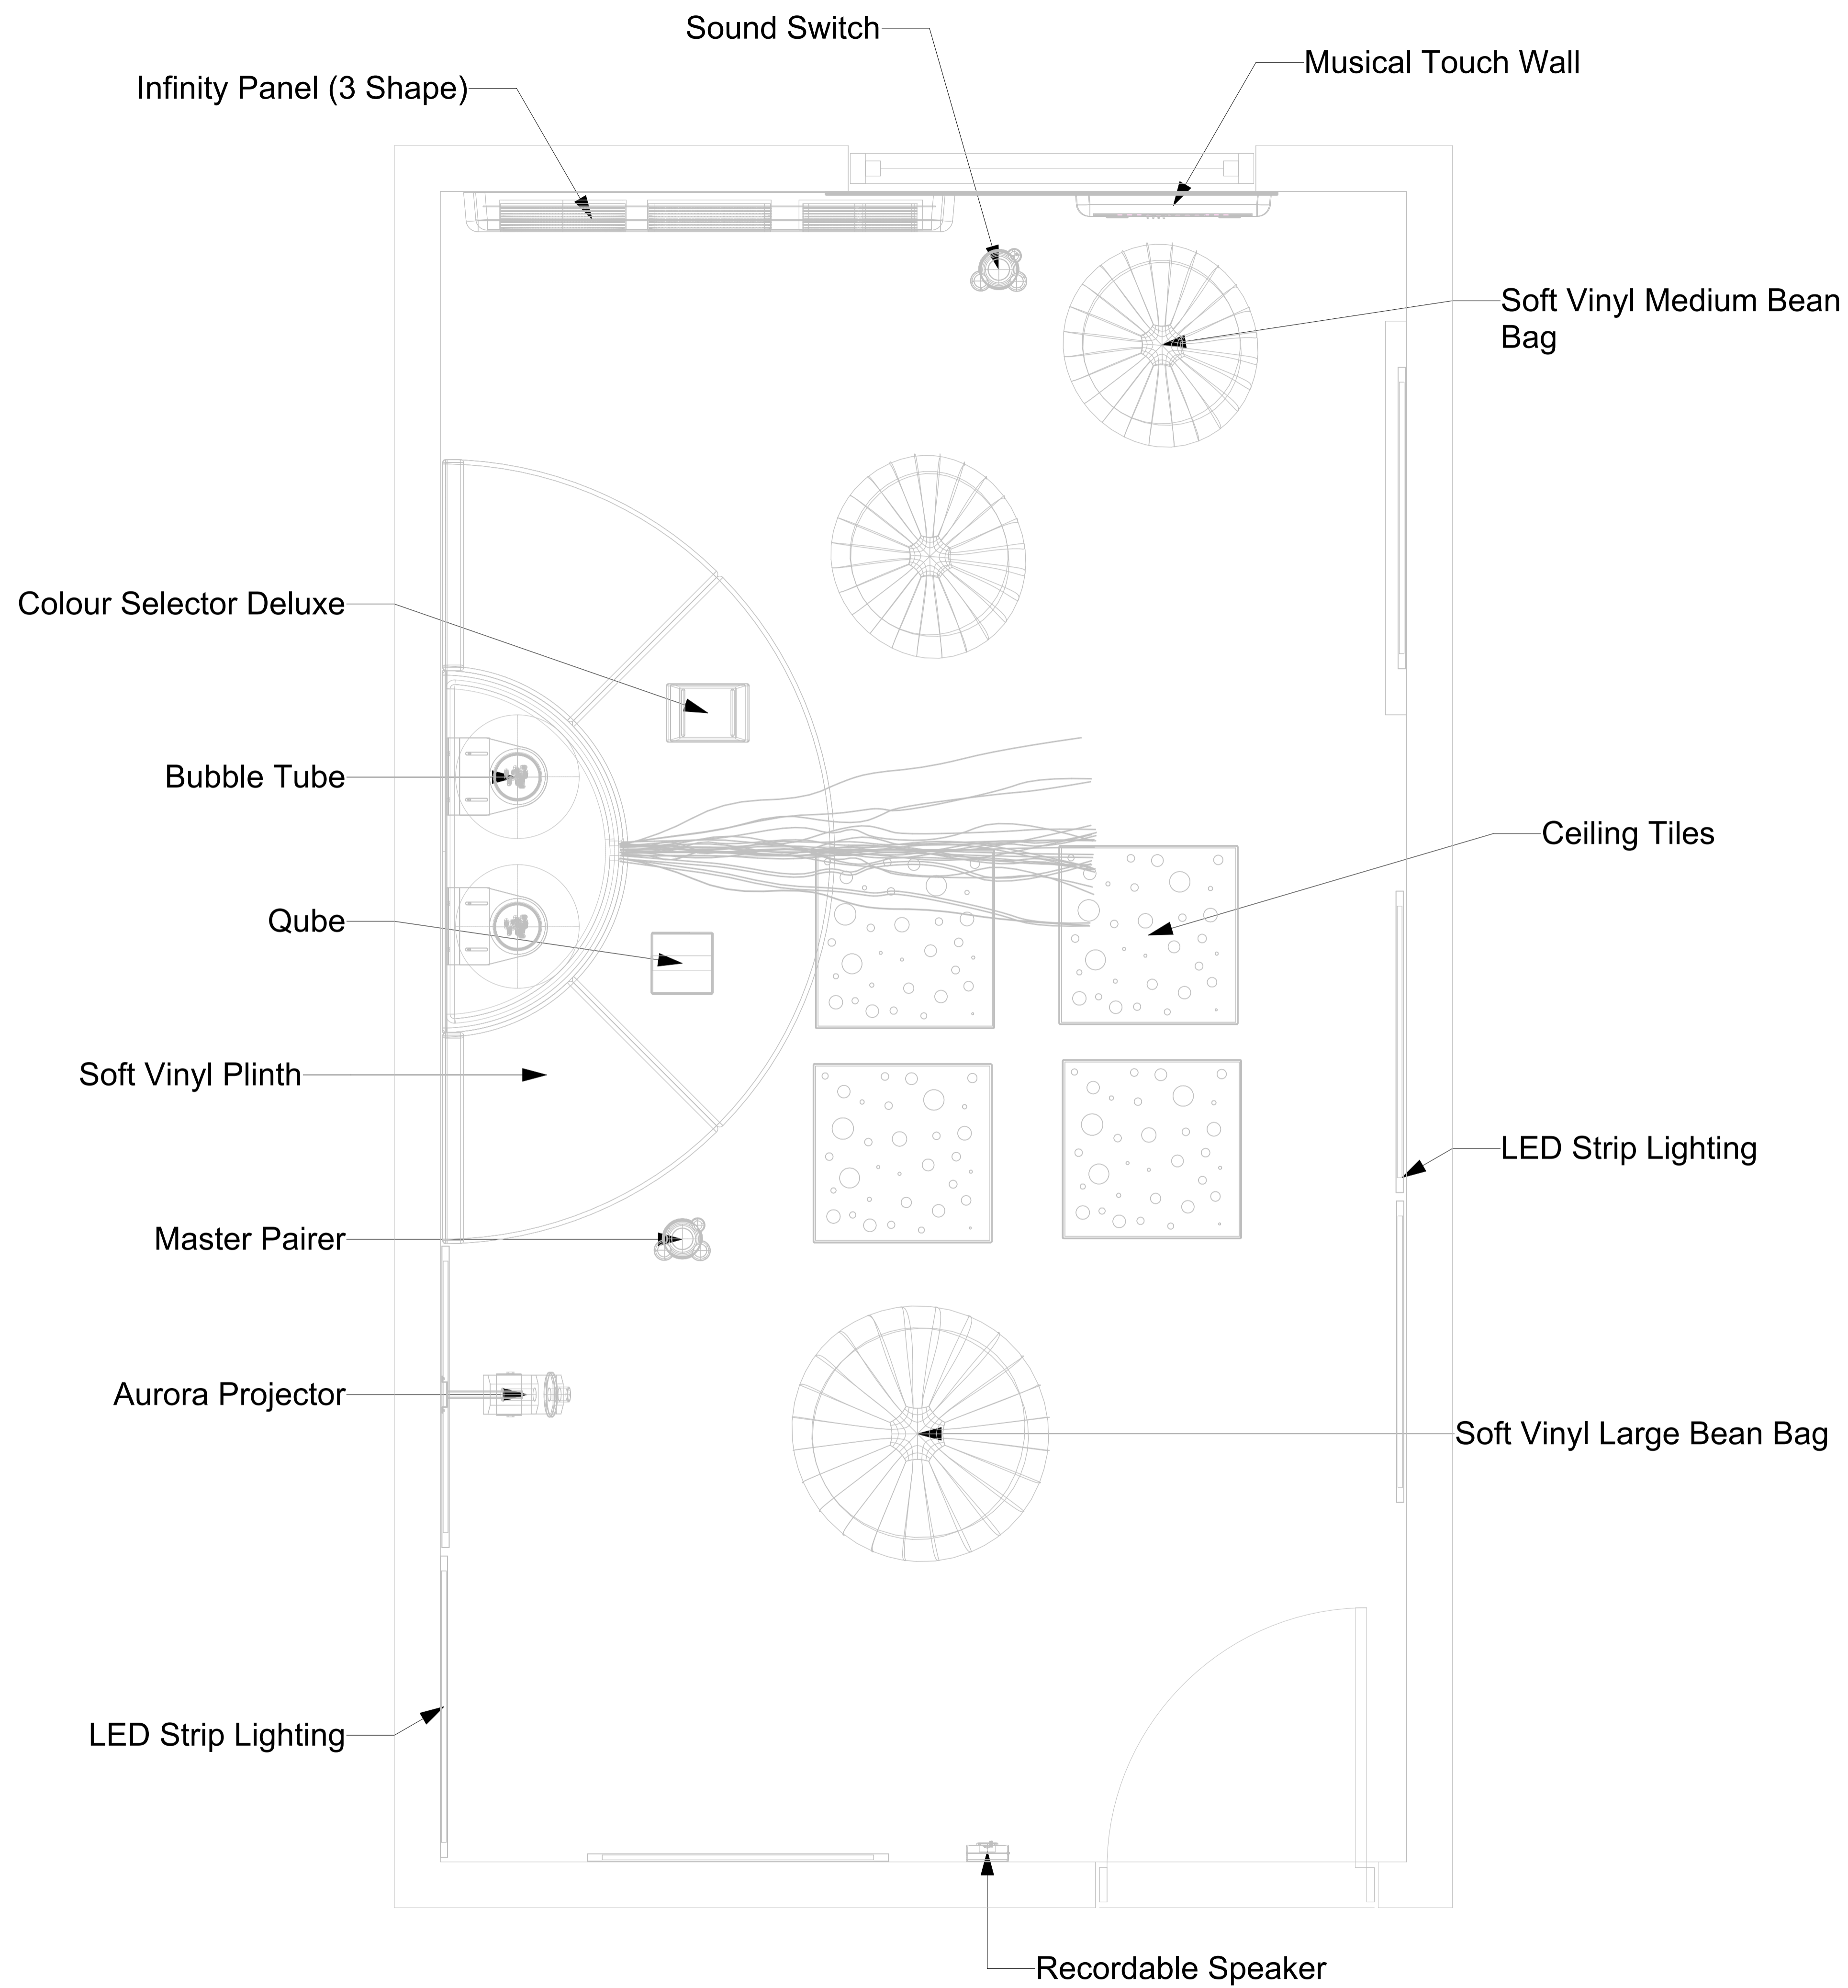 Sound Switch
Musical Touch Wall
Infinity Panel (3 Shape)
Soft Vinyl Medium Bean
Bag
Colour Selector Deluxe
Bubble Tube
Ceiling Tiles
Qube
Soft Vinyl Plinth
LED Strip Lighting
Master Pairer
Aurora Projector
Soft Vinyl Large Bean Bag
LED Strip Lighting
Recordable Speaker